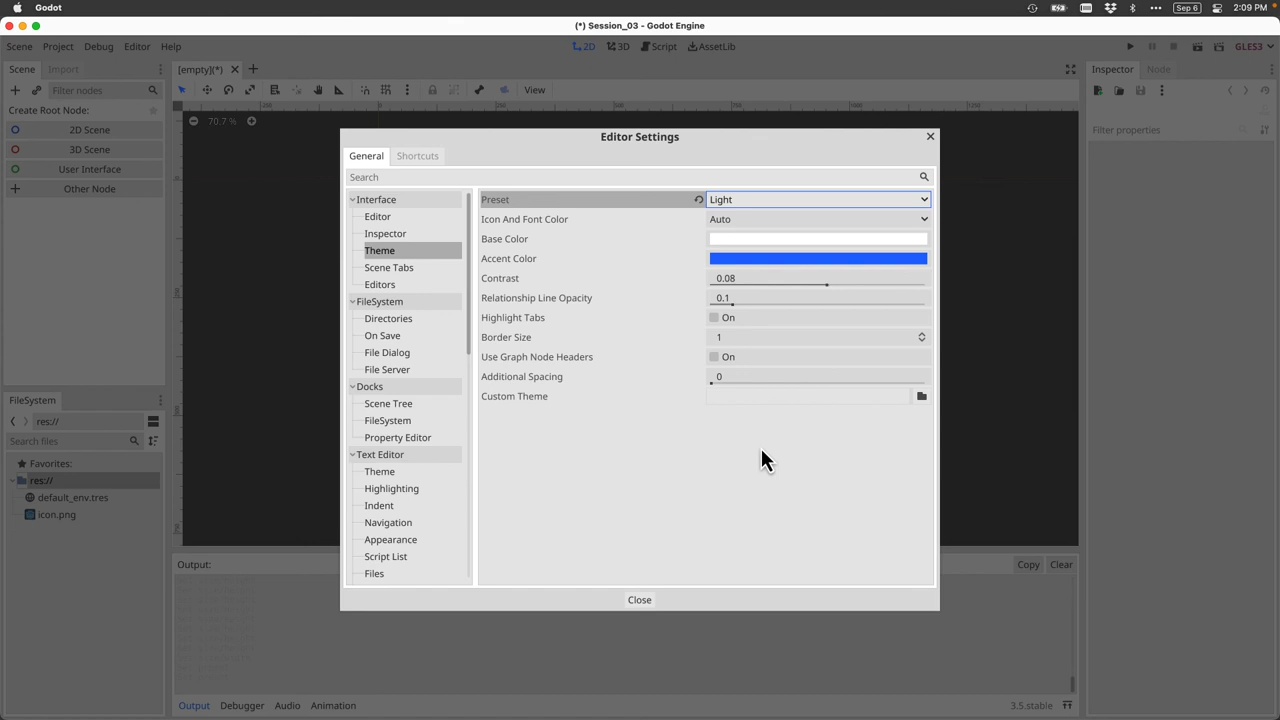 Godot
Sep 6
2:09 PM
(*) Session_03 - Godot Engine
Scene Project Debug Editor Help
2D 3D Script AssetLib
GLES3
Scene Import
[empty](*)
Inspector Node
Filter nodes
View
Create Root Node:
2D Scene
3D Scene
User Interface
Other Node
70.7 %
Filter properties
Editor Settings
General Shortcuts
Search
Interface
Editor
Inspector
Theme
Scene Tabs
Editors
FileSystem
Directories
On Save
File Dialog
File Server
Docks
Scene Tree
FileSystem
Property Editor
Text Editor
Theme
Highlighting
Indent
Navigation
Appearance
Script List
Files
Preset Light
Icon And Font Color Auto
Base Color
Accent Color
Contrast 0.08
Relationship Line Opacity 0.1
Highlight Tabs On
Border Size 1
Use Graph Node Headers On
Additional Spacing 0
Custom Theme
Close
FileSystem
res://
Search files
Favorites:
res://
default_env.tres
icon.png
Output:
Copy Clear
Output Debugger Audio Animation
3.5.stable